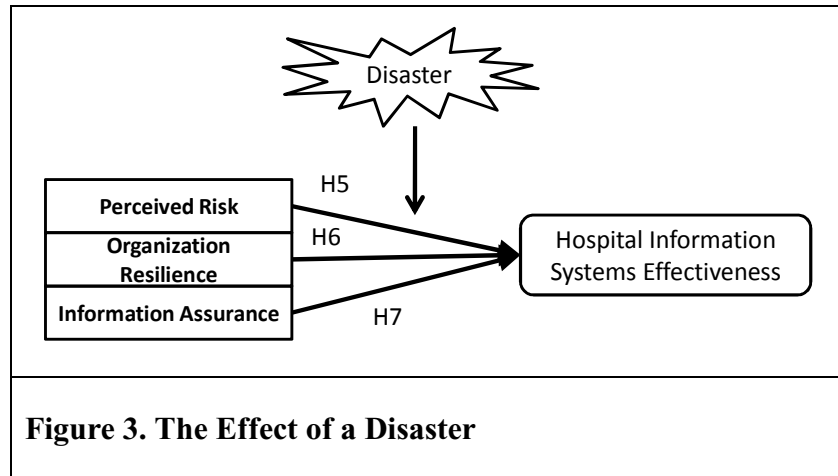 Disaster
H5
Perceived Risk
H6
Organization
Resilience
Hospital Information
Systems Effectiveness
Information Assurance
H7
Figure 3. The Effect of a Disaster